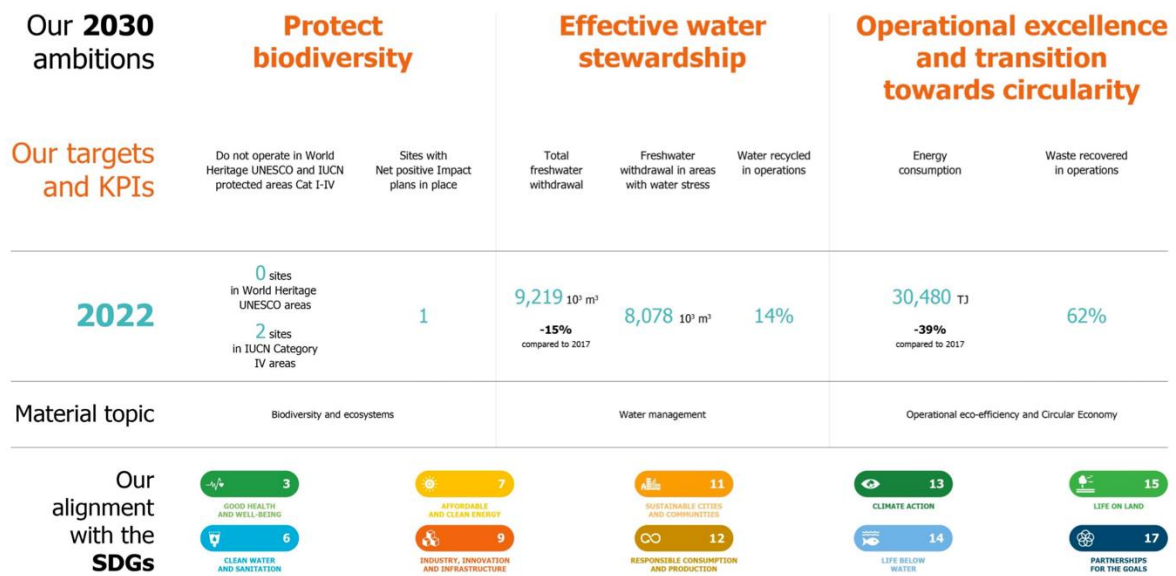 Our 2030
ambitions
Protect
biodiversity
Effective water
stewardship
Operational excellence
and transition
towards circularity
Our targets
and KPIs
Do not operate in World
Heritage UNESCO and IUCN
protected areas Cat I-IV
Sites with
Net positive Impact
plans in place
Total
freshwater
withdrawal
Freshwater
withdrawal in areas
with water stress
Water recycled
in operations
Energy
consumption
Waste recovered
in operations
2022
0 sites
in World Heritage
UNESCO areas
2 sites
in IUCN Category
IV areas
1
9,219 10³ m³
-15%
compared to 2017
8,078 10³ m³
14%
30,480 TJ
-39%
compared to 2017
62%
Material topic
Biodiversity and ecosystems
Water management
Operational eco-efficiency and Circular Economy
Our
alignment
with the
SDGs
3
GOOD HEALTH
AND WELL-BEING
7
AFFORDABLE
AND CLEAN ENERGY
11
SUSTAINABLE CITIES
AND COMMUNITIES
13
CLIMATE ACTION
15
LIFE ON LAND
6
CLEAN WATER
AND SANITATION
9
INDUSTRY, INNOVATION
AND INFRASTRUCTURE
12
RESPONSIBLE CONSUMPTION
AND PRODUCTION
14
LIFE BELOW
WATER
17
PARTNERSHIPS
FOR THE GOALS